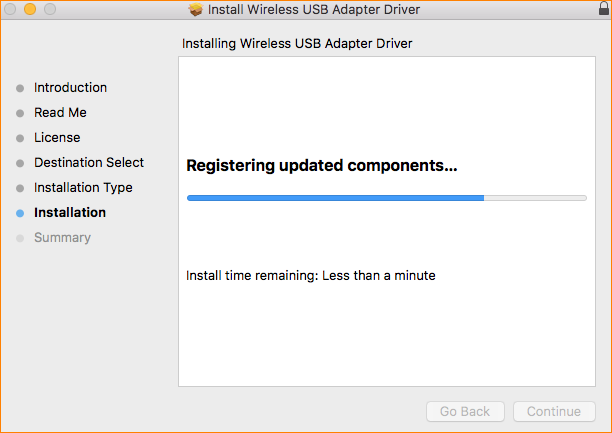 Install Wireless USB Adapter Driver
Installing Wireless USB Adapter Driver
Introduction
Read Me
License
Destination Select
Installation Type
Installation
Summary
Registering updated components...
Install time remaining: Less than a minute
Go Back
Continue